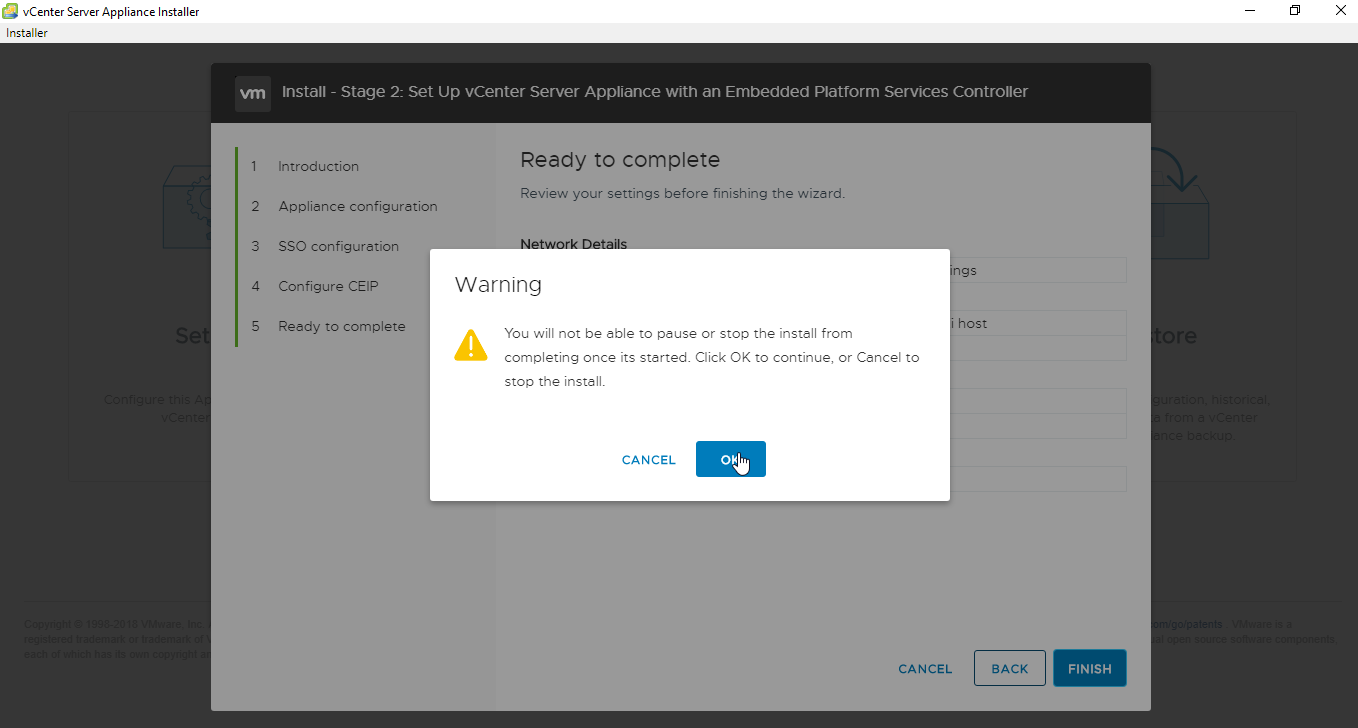 vCenter Server Appliance Installer
Installer
vm Install - Stage 2: Set Up vCenter Server Appliance with an Embedded Platform Services Controller
1 Introduction
2 Appliance configuration
3 SSO configuration
4 Configure CEIP
5 Ready to complete
Ready to complete
Review your settings before finishing the wizard.
Network Details
ings
i host
Warning
You will not be able to pause or stop the install from
completing once its started. Click OK to continue, or Cancel to
stop the install.
CANCEL OK
CANCEL BACK FINISH
Set
Configure this Ap
vCenter
tore
guration, historical,
a from a vCenter
ance backup.
Copyright © 1998-2018 VMware, Inc.
registered trademark or trademark of V
each of which has its own copyright an
com/go/patents VMware is a
ual open source software components,